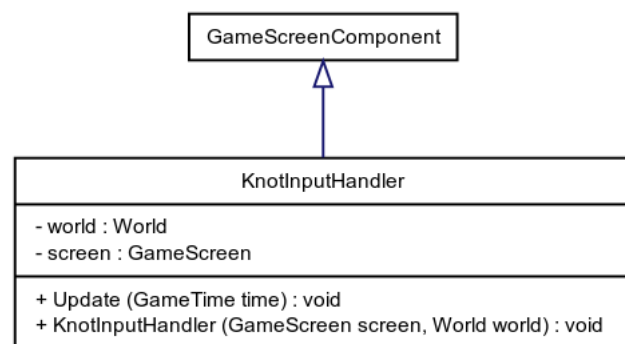 GameScreenComponent
KnotInputHandler
- world : World
- screen : GameScreen
+ Update (GameTime time) : void
+ KnotInputHandler (GameScreen screen, World world) : void